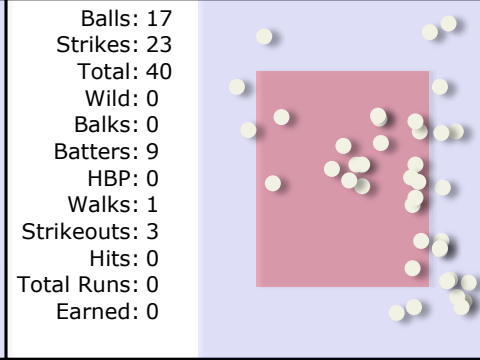 Balls: 17
Strikes: 23
Total: 40
Wild: 0
Balks: 0
Batters: 9
HBP: 0
Walks: 1
Strikeouts: 3
Hits: 0
Total Runs: 0
Earned: 0